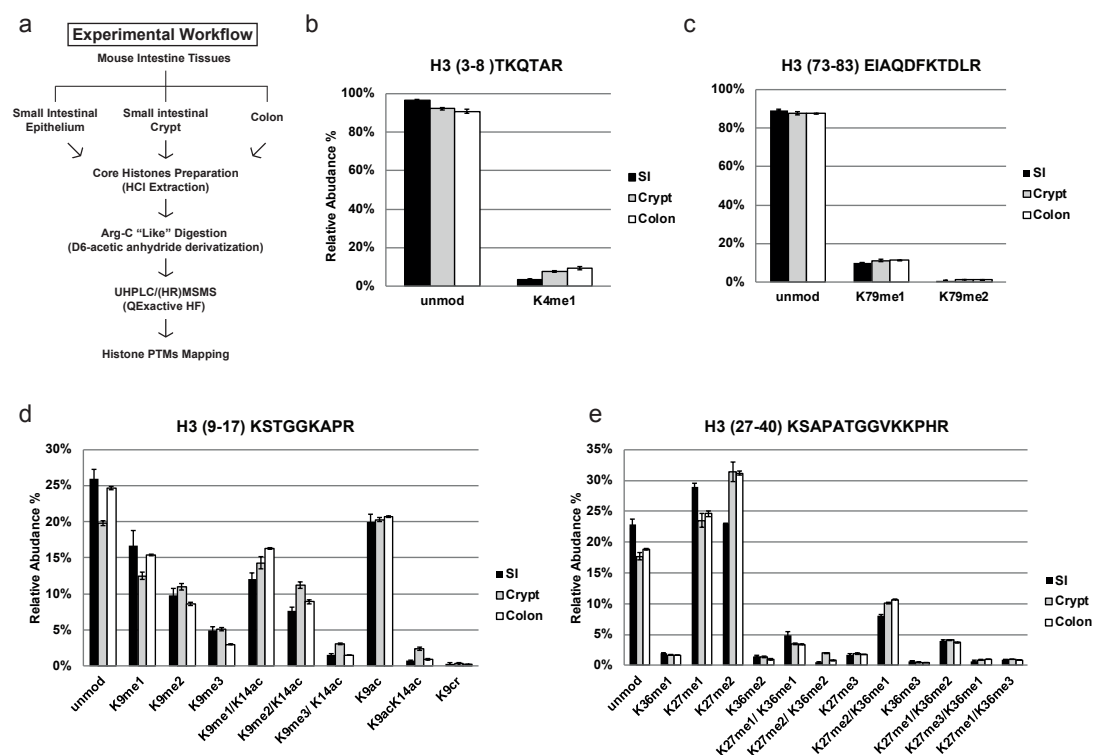 a
Experimental Workflow
Mouse Intestine Tissues
Small Intestinal
Epithelium
Small intestinal
Crypt
Colon
Core Histones Preparation
(HCl Extraction)
Arg-C “Like” Digestion
(D6-acetic anhydride derivatization)
UHPLC/(HR)MSMS
(QExactive HF)
Histone PTMs Mapping
b
H3 (3-8 )TKQTAR
Relative Abudance %
100%
80%
60%
40%
20%
0%
unmod
K4me1
SI
Crypt
Colon
c
H3 (73-83) EIAQDFKTDLR
100%
80%
60%
40%
20%
0%
unmod
K79me1
K79me2
SI
Crypt
Colon
d
H3 (9-17) KSTGGKAPR
Relative Abudance %
30%
25%
20%
15%
10%
5%
0%
unmod
K9me1
K9me2
K9me3
K9me1/K14ac
K9me2/K14ac
K9me3/ K14ac
K9ac
K9acK14ac
K9cr
SI
Crypt
Colon
e
H3 (27-40) KSAPATGGVKKPHR
Relative Abudance %
35%
30%
25%
20%
15%
10%
5%
0%
unmod
K36me1
K27me1
K27me2
K36me2
K27me1/ K36me1
K27me2/ K36me2
K27me3
K27me2/K36me1
K36me3
K27me1/K36me2
K27me3/K36me1
K27me1/K36me3
SI
Crypt
Colon